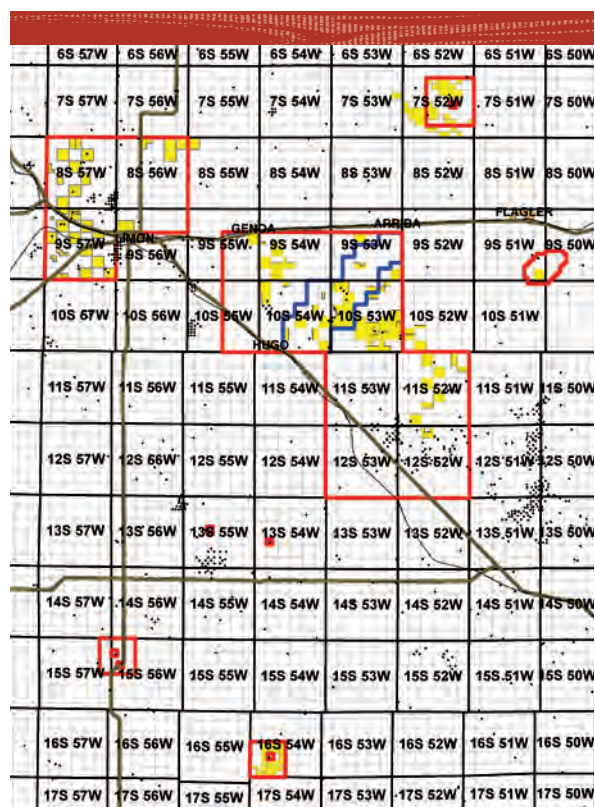 6S 57W 6S 56W 6S 55W 6S 54W 6S 53W 6S 52W 6S 51W 6S 50W
7S 57W 7S 56W 7S 55W 7S 54W 7S 53W 7S 52W 7S 51W 7S 50W
8S 57W 8S 56W 8S 55W 8S 54W 8S 53W 8S 52W 8S 51W 8S 50W
FLAGLER
GENOA ARRIBA
LIMON
9S 57W 9S 56W 9S 55W 9S 54W 9S 53W 9S 52W 9S 51W 9S 50W
10S 57W 10S 56W 10S 55W 10S 54W 10S 53W 10S 52W 10S 51W
HUGO
11S 57W 11S 56W 11S 55W 11S 54W 11S 53W 11S 52W 11S 51W 11S 50W
12S 57W 12S 56W 12S 55W 12S 54W 12S 53W 12S 52W 12S 51W 12S 50W
13S 57W 13S 56W 13S 55W 13S 54W 13S 53W 13S 52W 13S 51W 13S 50W
14S 57W 14S 56W 14S 55W 14S 54W 14S 53W 14S 52W 14S 51W 14S 50W
15S 57W 15S 56W 15S 55W 15S 54W 15S 53W 15S 52W 15S 51W 15S 50W
16S 57W 16S 56W 16S 55W 16S 54W 16S 53W 16S 52W 16S 51W 16S 50W
17S 57W 17S 56W 17S 55W 17S 54W 17S 53W 17S 52W 17S 51W 17S 50W